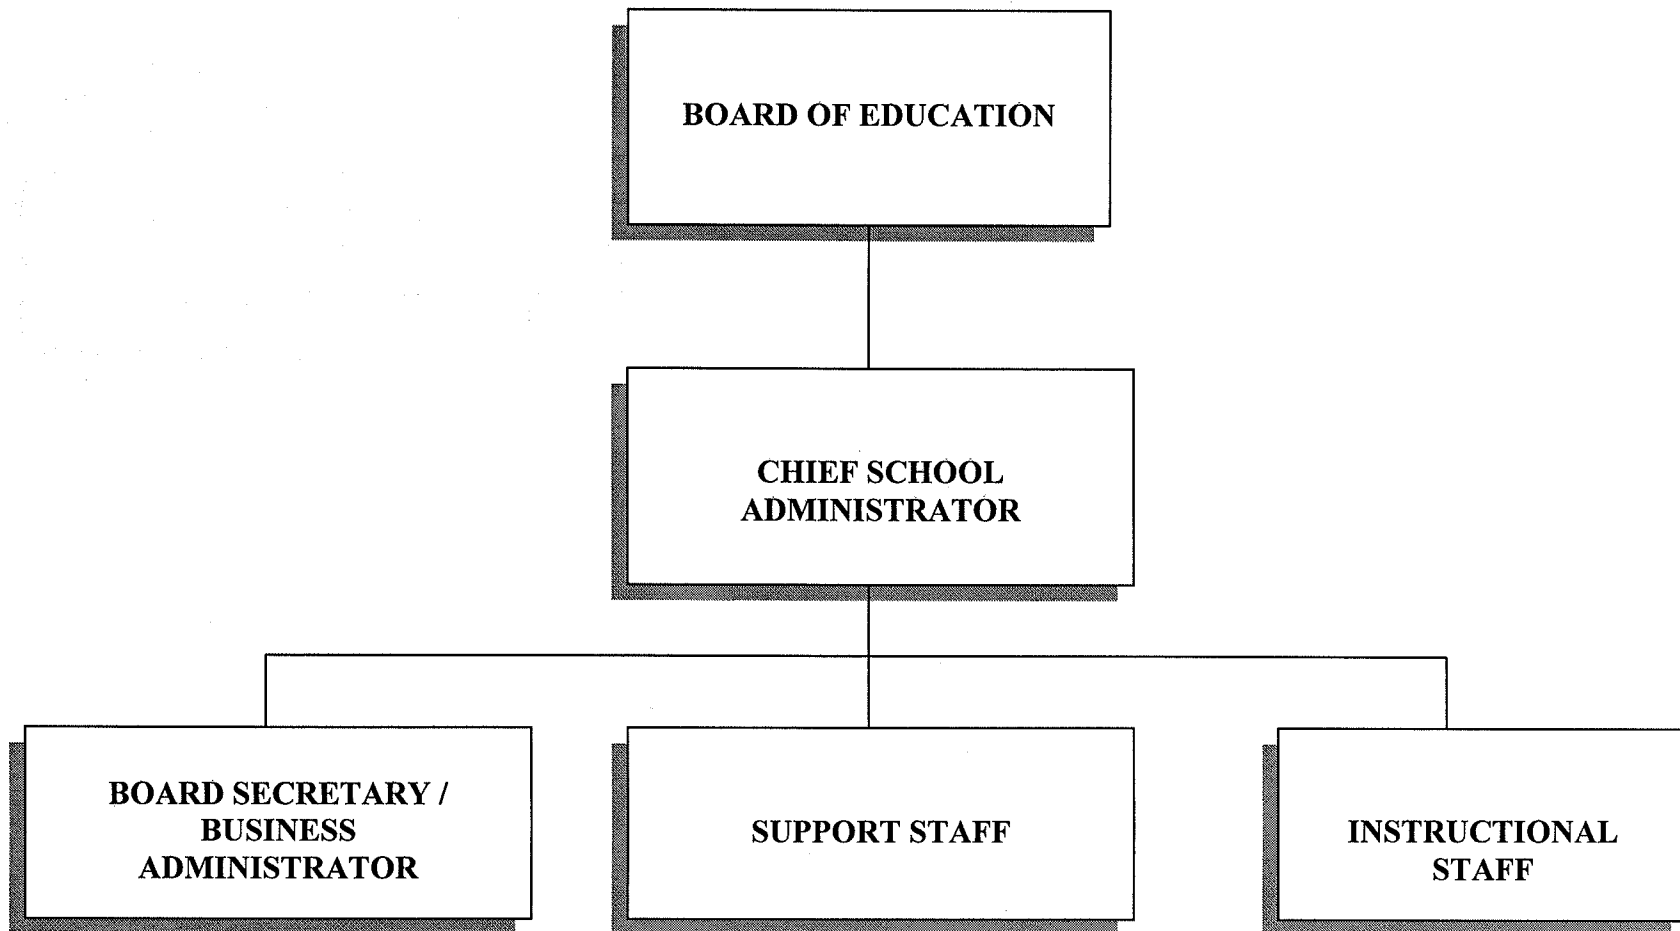 BOARD OF EDUCATION
CHIEF SCHOOL
ADMINISTRATOR
BOARD SECRETARY /
BUSINESS
ADMINISTRATOR
SUPPORT STAFF
INSTRUCTIONAL
STAFF